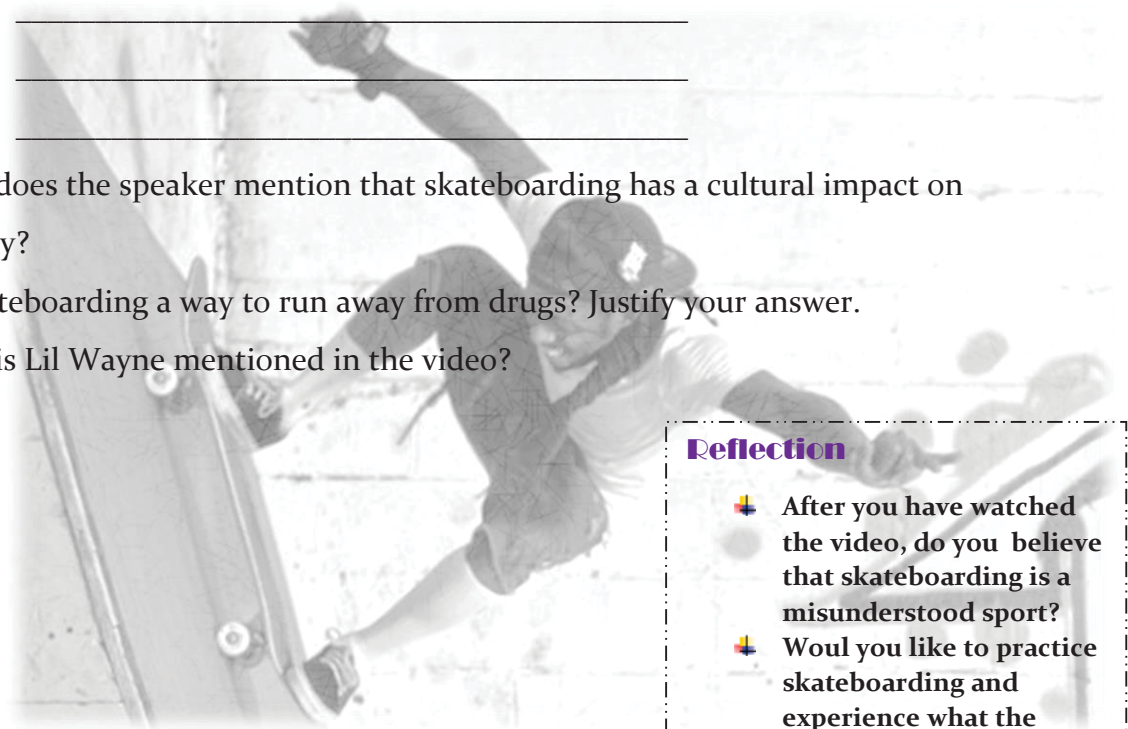 does the speaker mention that skateboarding has a cultural impact on
y?
teboarding a way to run away from drugs? Justify your answer.
is Lil Wayne mentioned in the video?
Reflection
After you have watched
the video, do you believe
that skateboarding is a
misunderstood sport?
Woul you like to practice
skateboarding and
experience what the